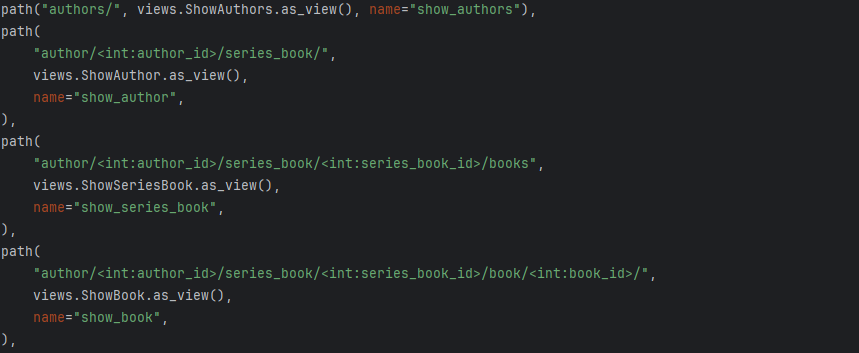 path("authors/", views.ShowAuthors.as_view(), name="show_authors"),
path(
    "author/<int:author_id>/series_book/",
    views.ShowAuthor.as_view(),
    name="show_author",
),
path(
    "author/<int:author_id>/series_book/<int:series_book_id>/books",
    views.ShowSeriesBook.as_view(),
    name="show_series_book",
),
path(
    "author/<int:author_id>/series_book/<int:series_book_id>/book/<int:book_id>/",
    views.ShowBook.as_view(),
    name="show_book",
),